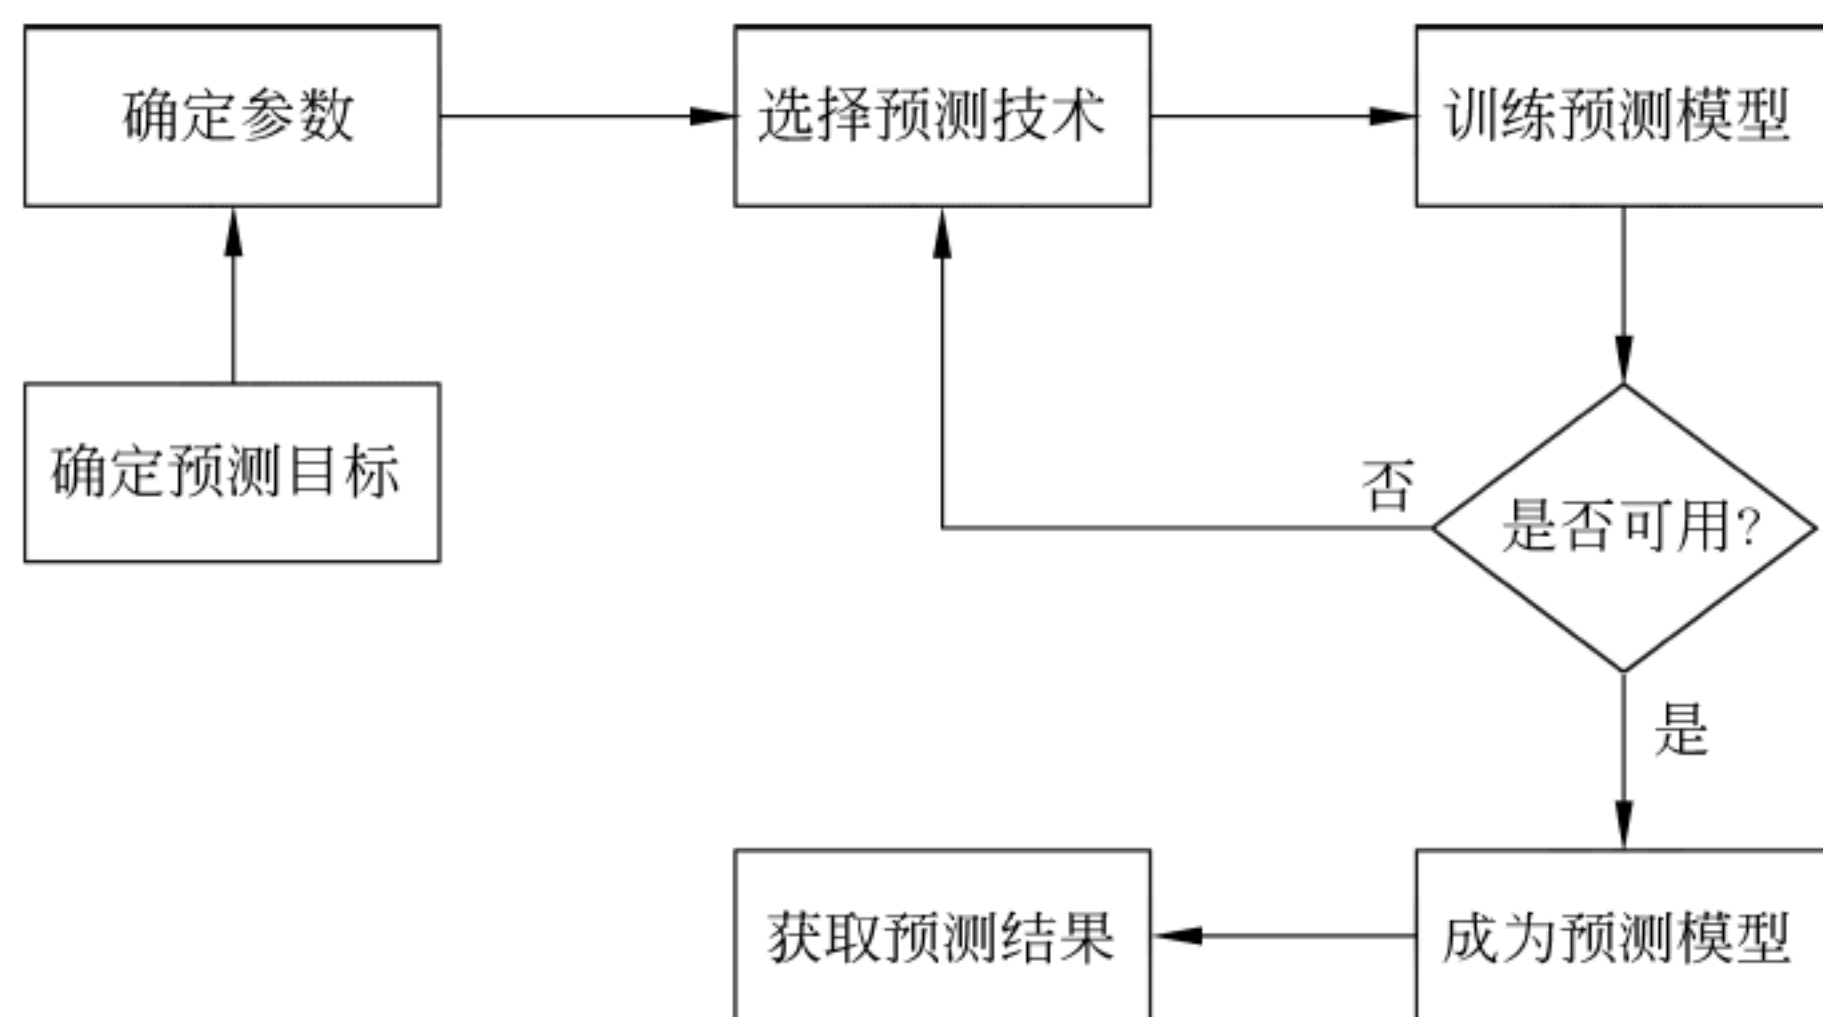 确定参数
选择预测技术
训练预测模型
确定预测目标
否
是否可用?
是
获取预测结果
成为预测模型